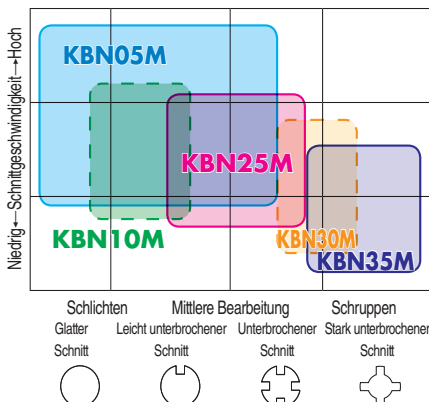 Niedrig←Schnittgeschwindigkeit→Hoch
KBN05M
KBN25M
KBN10M
KBN30M
KBN35M
Schlichten Mittlere Bearbeitung Schruppen
Glatter Leicht unterbrochener Unterbrochener Stark unterbrochener
Schnitt Schnitt Schnitt Schnitt